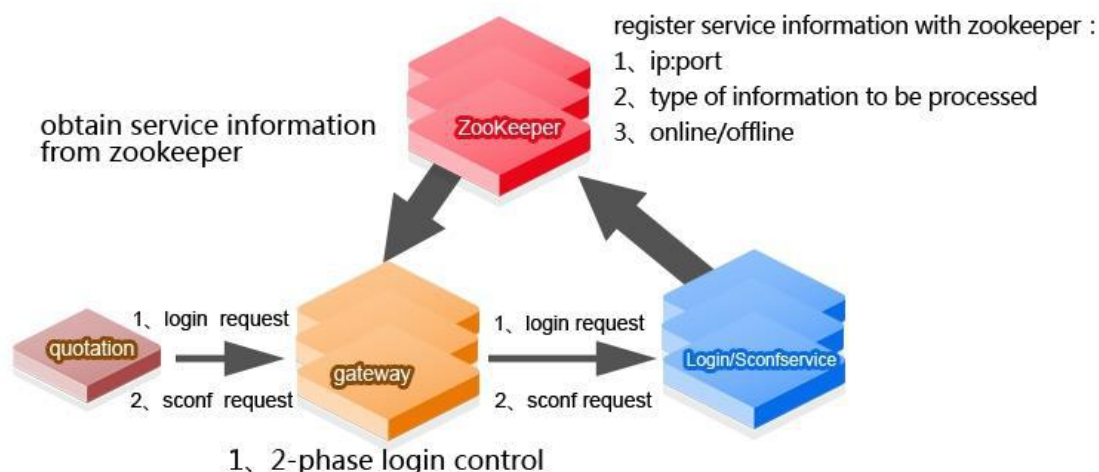 register service information with zookeeper：
1、ip:port
2、type of information to be processed
3、online/offline
ZooKeeper
obtain service information
from zookeeper
1、login request
1、login request
quotation
gateway
Login/Sconfservice
2、sconf request
2、sconf request
1、2-phase login control